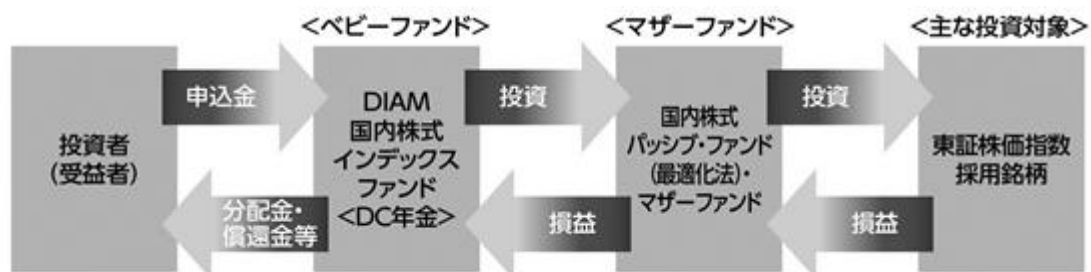 <ベビーファンド>
<マザーファンド>
<主な投資対象>
投資者
(受益者)
申込金
分配金・
償還金等
DIAM
国内株式
インデックス
ファンド
<DC年金>
投資
損益
国内株式
パッシブ・ファンド
(最適化法)・
マザーファンド
投資
損益
東証株価指数
採用銘柄